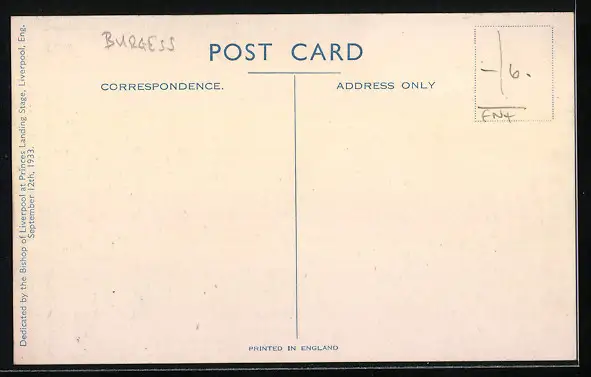 BURGESS
POST CARD
CORRESPONDENCE.
ADDRESS ONLY
-/6.
Dedicated by the Bishop of Liverpool at Princes Landing Stage, Liverpool, Eng.
September 12th, 1933.
PRINTED IN ENGLAND